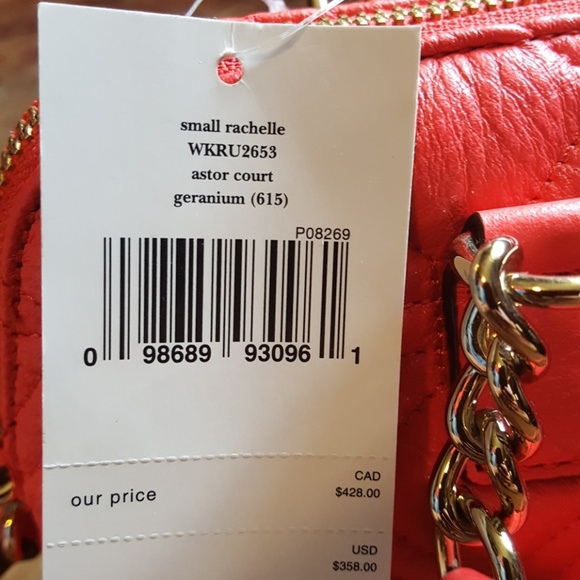 small rachelle
WKRU2653
astor court
geranium (615)
P08269
0 98689 93096 1
our price
CAD
$428.00
USD
$358.00